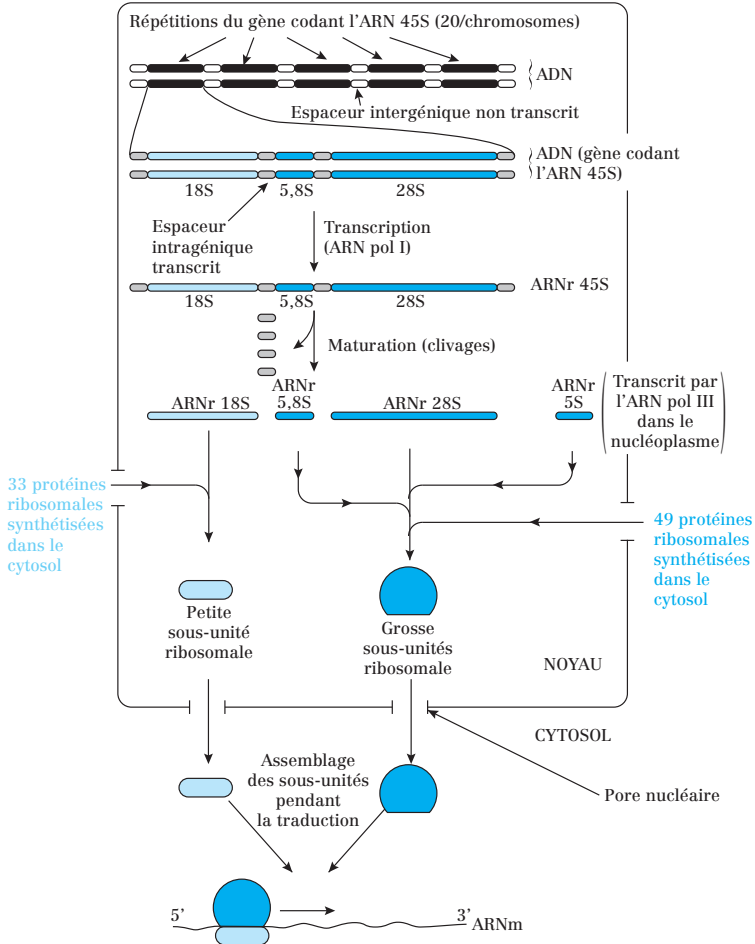 Répétitions du gène codant l'ARN 45S (20/chromosomes)
ADN
Espaceur intergénique non transcrit
ADN (gène codant
l'ARN 45S)
18S
5,8S
28S
Espaceur
intragénique
transcrit
Transcription
(ARN pol I)
ARNr 45S
18S
5,8S
28S
Maturation (clivages)
ARNr 18S
ARNr
5,8S
ARNr 28S
ARNr
5S
Transcrit par
l'ARN pol III
dans le
nucléoplasme
33 protéines
ribosomales
synthétisées
dans le
cytosol
49 protéines
ribosomales
synthétisées
dans le
cytosol
Petite
sous-unité
ribosomale
Grosse
sous-unités
ribosomale
NOYAU
CYTOSOL
Assemblage
des sous-unités
pendant
la traduction
Pore nucléaire
5'
3'
ARNm